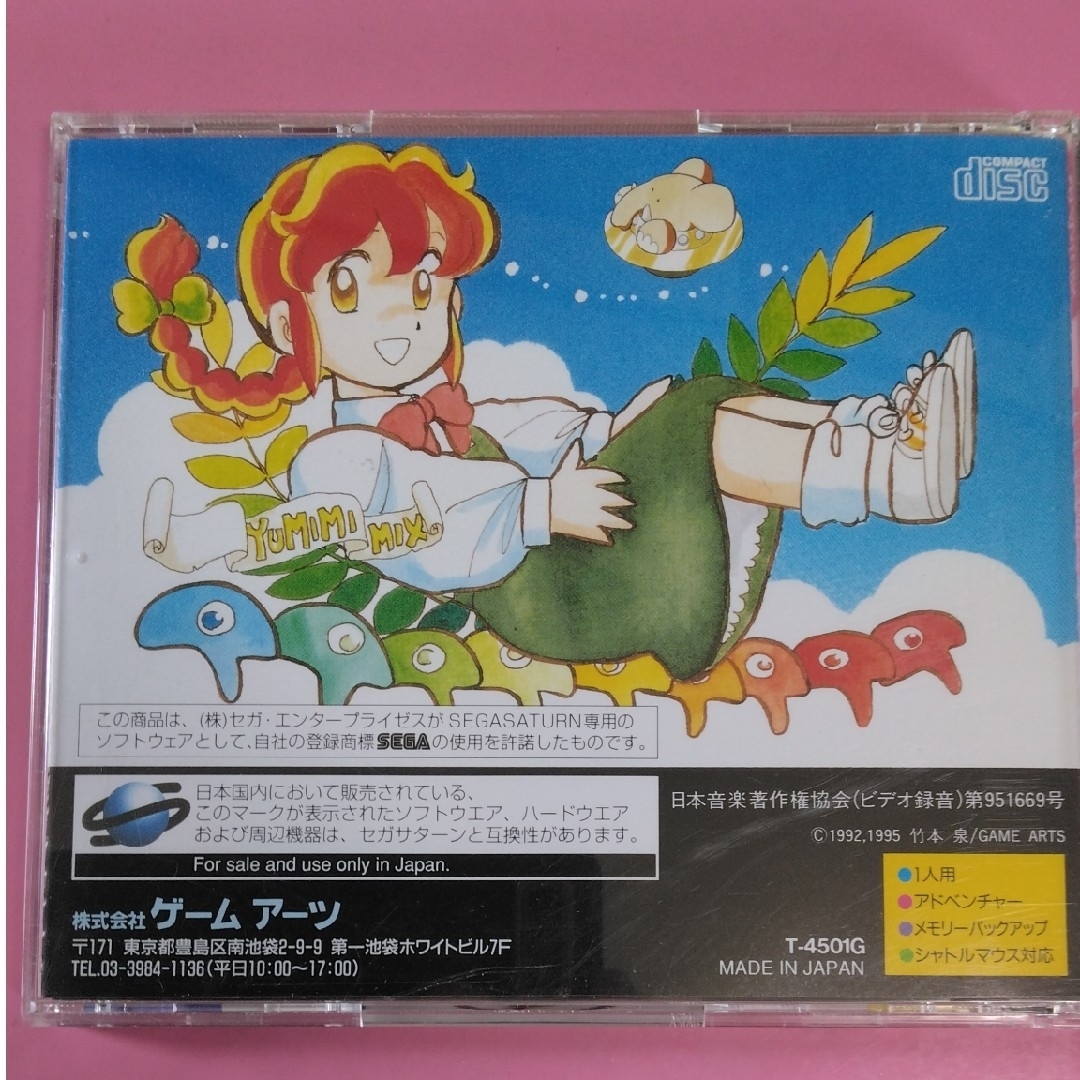 COMPACT
disc
YUMIMI MIX
この商品は、(株)セガ・エンタープライゼスがSEGASATURN専用の
ソフトウェアとして、自社の登録商標SEGAの使用を許諾したものです。
日本国内において販売されている、
このマークが表示されたソフトウエア、ハードウエア
および周辺機器は、セガサターンと互換性があります。
For sale and use only in Japan.
日本音楽著作権協会(ビデオ録音)第951669号
©1992,1995 竹本 泉/GAME ARTS
1人用
アドベンチャー
メモリーバックアップ
シャトルマウス対応
株式会社 ゲーム アーツ
〒171 東京都豊島区南池袋2-9-9 第一池袋ホワイトビル7F
TEL.03-3984-1136(平日10:00〜17:00)
T-4501G
MADE IN JAPAN